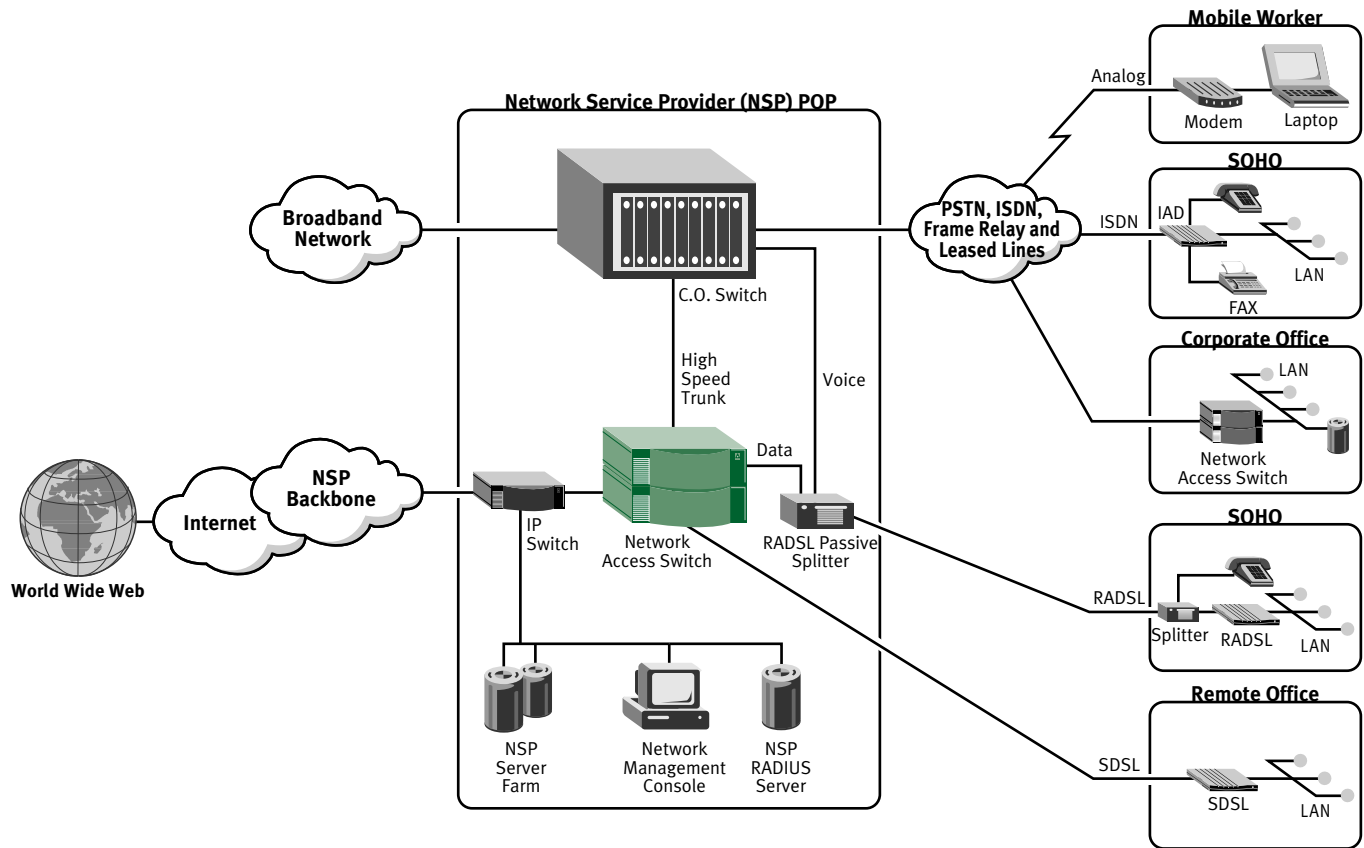 Mobile Worker
Analog
Modem
Laptop
Network Service Provider (NSP) POP
Broadband
Network
C.O. Switch
PSTN, ISDN,
Frame Relay and
Leased Lines
SOHO
ISDN
IAD
LAN
FAX
High
Speed
Trunk
Voice
Corporate Office
LAN
Network
Access Switch
World Wide Web
Internet
NSP
Backbone
IP
Switch
Network
Access Switch
Data
RADSL Passive
Splitter
SOHO
RADSL
Splitter
RADSL
LAN
NSP
Server
Farm
Network
Management
Console
NSP
RADIUS
Server
Remote Office
SDSL
SDSL
LAN